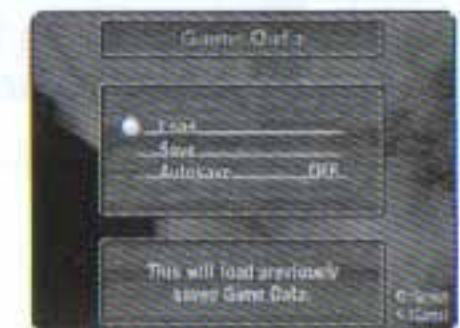 Game Data
Load
Save
Autosave OFF
This will load previously
saved Game Data.